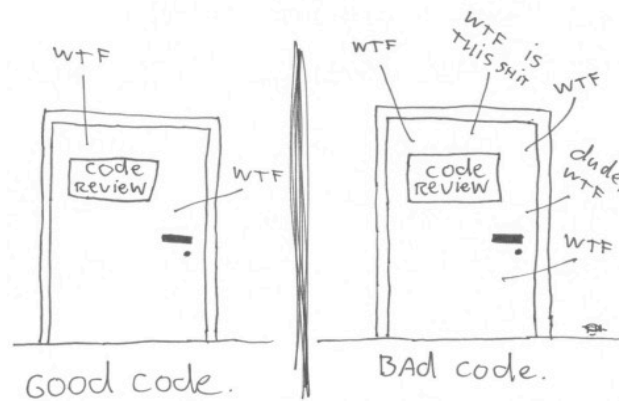 WTF
code
REVIEW
WTF
GOOD code.
WTF
WTF is
THIS SHIT
WTF
code
REVIEW
dude,
WTF
WTF
BAd code.